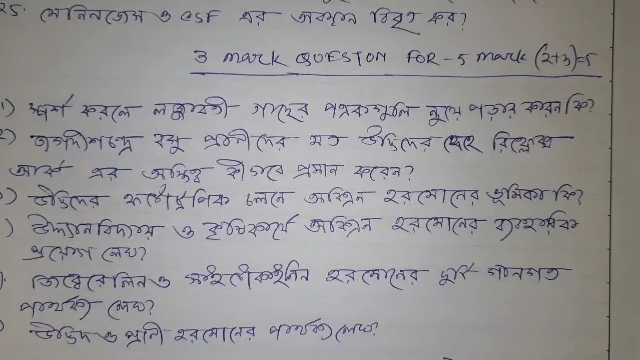 25. মেনিনজেস ও CSF এর অবস্থান বিবৃত কর?
3 mark QUESTION FOR - 5 mark (2+3)=5
1) স্পর্শ করলে লজ্জাবতী গাছের পত্রকগুলি নুয়ে পড়ার কারন কি?
2) জগদীশচন্দ্র বসু প্রাণীদের মত উদ্ভিদের দেহে রিফ্লেক্স
আর্ক এর অস্তিত্ব কীভাবে প্রমান করেন?
) উদ্ভিদের ফটোট্রপিক চলনে অক্সিন হরমোনের ভূমিকা কি?
) উদ্যানবিদ্যায় ও কৃষিকার্যে অক্সিন হরমোনের ব্যবহারিক
প্রয়োগ লেখ?
) জিব্বেরেলিন ও সাইটোকাইনিন হরমোনের দুটি গঠনগত
পার্থক্য লেখ?
) উদ্ভিদ ও প্রাণী হরমোনের পার্থক্য লেখ?